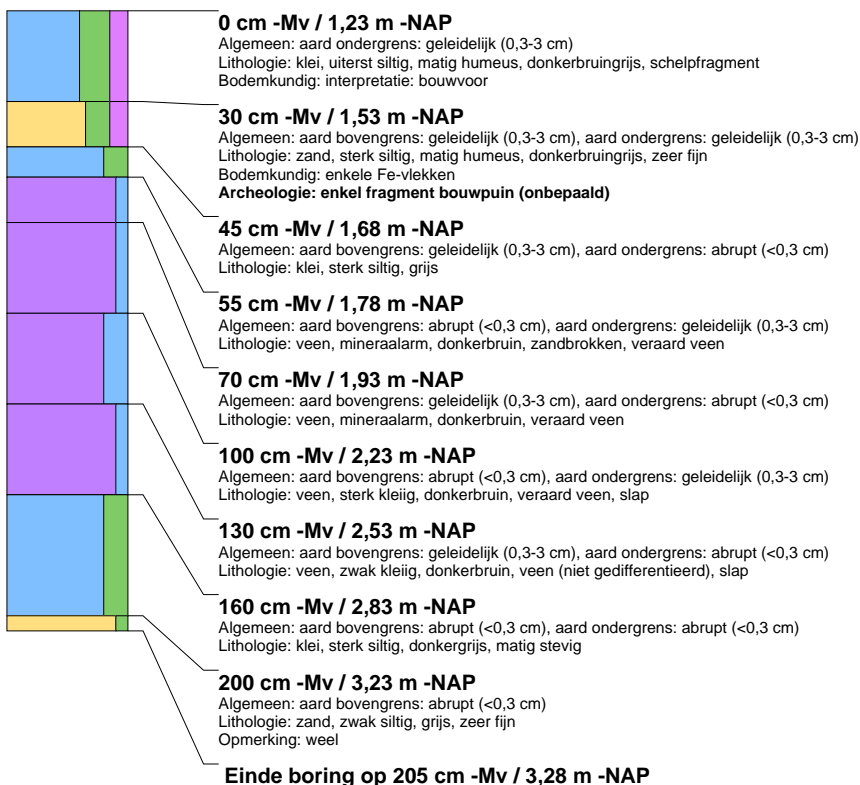 0 cm -Mv / 1,23 m -NAP
Algemeen: aard ondergrens: geleidelijk (0,3-3 cm)
Lithologie: klei, uiterst siltig, matig humeus, donkerbruingrijs, schelpfragment
Bodemkundig: interpretatie: bouwvoor
30 cm -Mv / 1,53 m -NAP
Algemeen: aard bovengrens: geleidelijk (0,3-3 cm), aard ondergrens: geleidelijk (0,3-3 cm)
Lithologie: zand, sterk siltig, matig humeus, donkerbruingrijs, zeer fijn
Bodemkundig: enkele Fe-vlekken
Archeologie: enkel fragment bouwpuin (onbepaald)
45 cm -Mv / 1,68 m -NAP
Algemeen: aard bovengrens: geleidelijk (0,3-3 cm), aard ondergrens: abrupt (<0,3 cm)
Lithologie: klei, sterk siltig, grijs
55 cm -Mv / 1,78 m -NAP
Algemeen: aard bovengrens: abrupt (<0,3 cm), aard ondergrens: geleidelijk (0,3-3 cm)
Lithologie: veen, mineraalarm, donkerbruin, zandbrokken, veraard veen
70 cm -Mv / 1,93 m -NAP
Algemeen: aard bovengrens: geleidelijk (0,3-3 cm), aard ondergrens: abrupt (<0,3 cm)
Lithologie: veen, mineraalarm, donkerbruin, veraard veen
100 cm -Mv / 2,23 m -NAP
Algemeen: aard bovengrens: abrupt (<0,3 cm), aard ondergrens: geleidelijk (0,3-3 cm)
Lithologie: veen, sterk kleiig, donkerbruin, veraard veen, slap
130 cm -Mv / 2,53 m -NAP
Algemeen: aard bovengrens: geleidelijk (0,3-3 cm), aard ondergrens: abrupt (<0,3 cm)
Lithologie: veen, zwak kleiig, donkerbruin, veen (niet gedifferentieerd), slap
160 cm -Mv / 2,83 m -NAP
Algemeen: aard bovengrens: abrupt (<0,3 cm), aard ondergrens: abrupt (<0,3 cm)
Lithologie: klei, sterk siltig, donkergrijs, matig stevig
200 cm -Mv / 3,23 m -NAP
Algemeen: aard bovengrens: abrupt (<0,3 cm)
Lithologie: zand, zwak siltig, grijs, zeer fijn
Opmerking: weel
Einde boring op 205 cm -Mv / 3,28 m -NAP